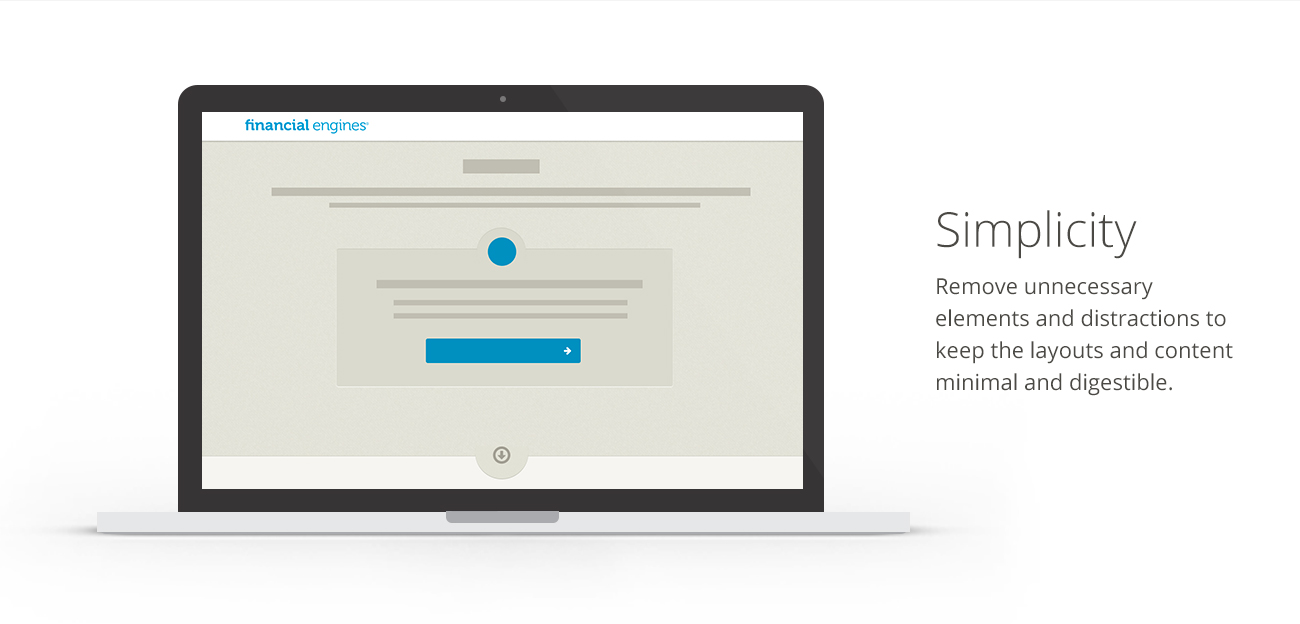 financial engines®
Simplicity
Remove unnecessary
elements and distractions to
keep the layouts and content
minimal and digestible.